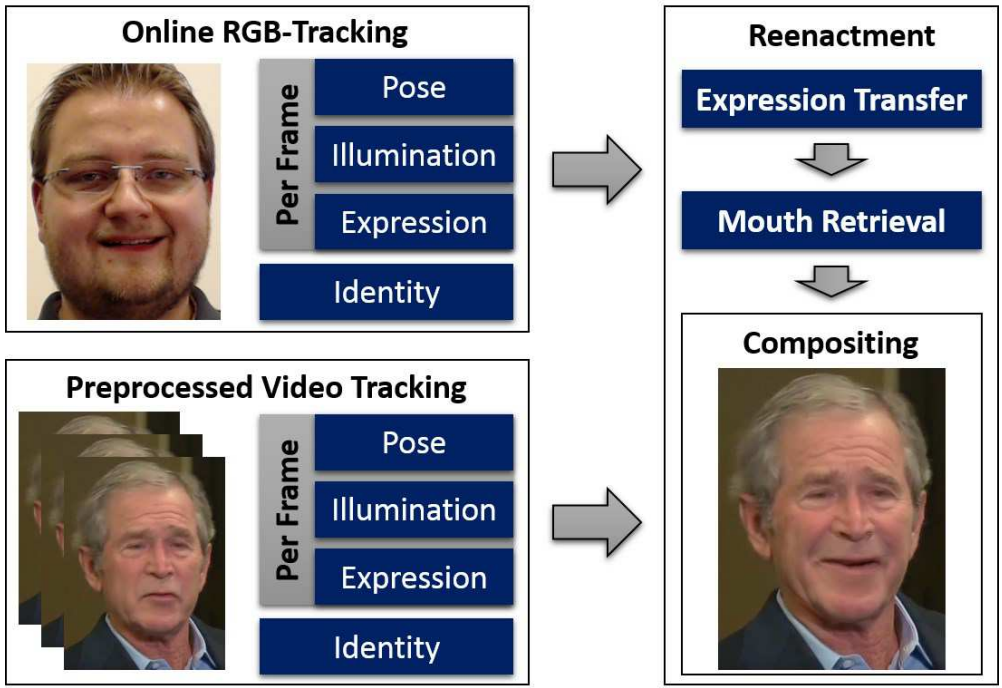 Online RGB-Tracking
Per Frame
Pose
Illumination
Expression
Identity
Preprocessed Video Tracking
Per Frame
Pose
Illumination
Expression
Identity
Reenactment
Expression Transfer
Mouth Retrieval
Compositing